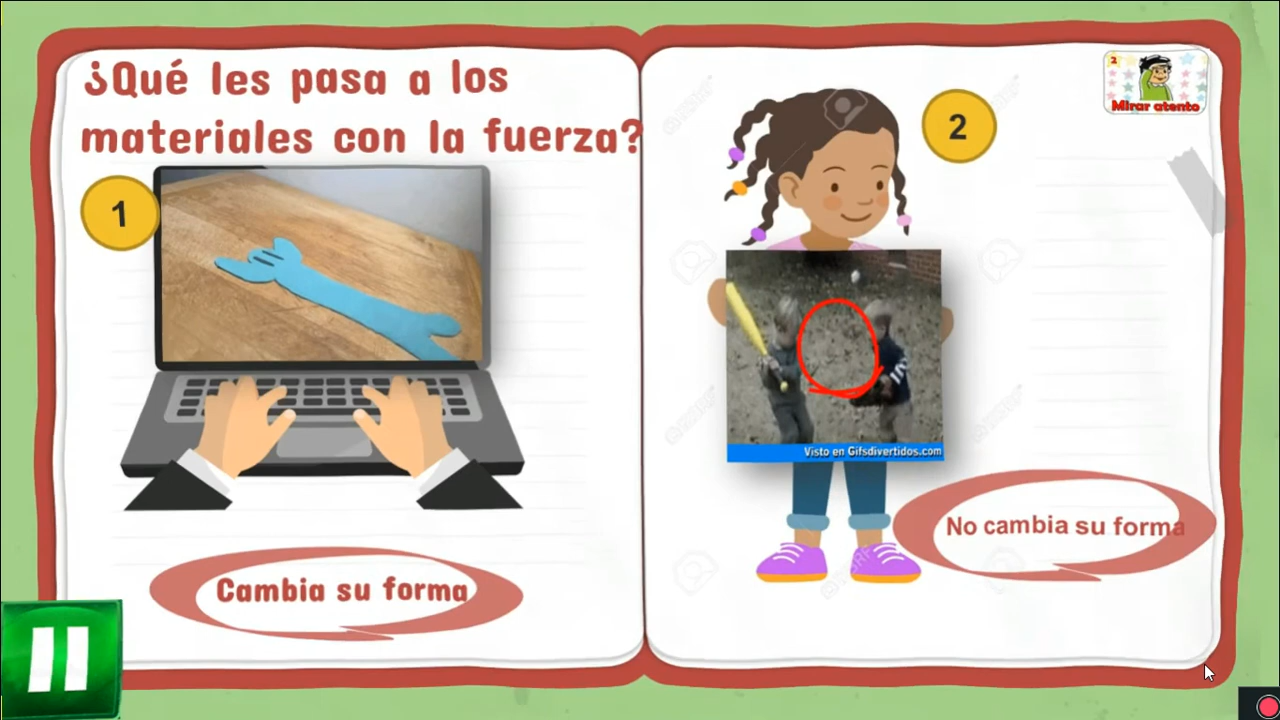 ¿Qué les pasa a los
materiales con la fuerza?
1
Cambia su forma
2
Mirar atento
2
Visto en Gifsdivertidos.com
No cambia su forma